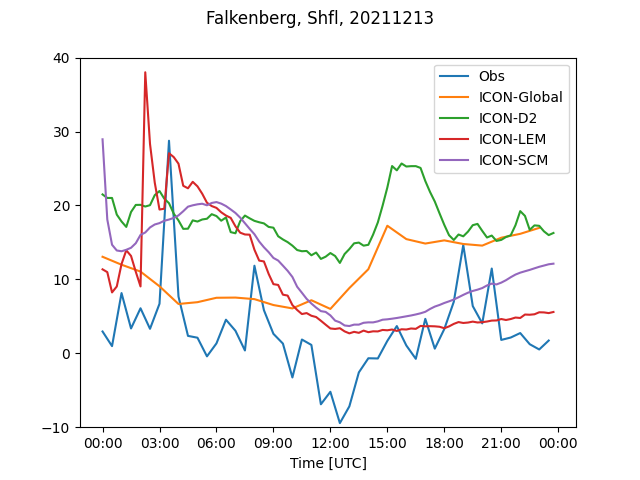 Falkenberg, Shfl, 20211213
40
30
20
10
0
−10
Obs
ICON-Global
ICON-D2
ICON-LEM
ICON-SCM
00:00 03:00 06:00 09:00 12:00 15:00 18:00 21:00 00:00
Time [UTC]